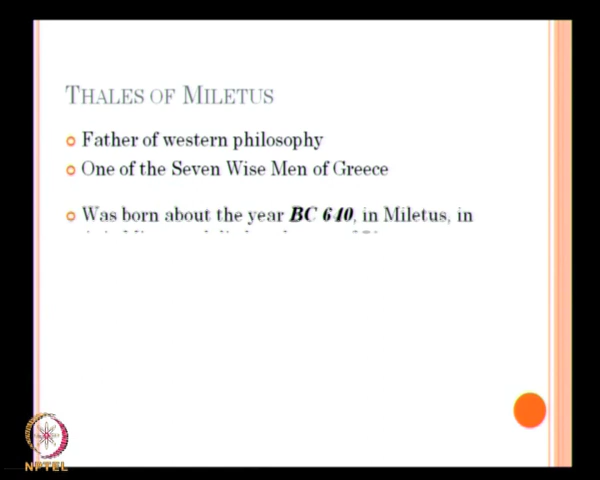 THALES OF MILETUS
Father of western philosophy
One of the Seven Wise Men of Greece
Was born about the year BC 640, in Miletus, in
NPTEL